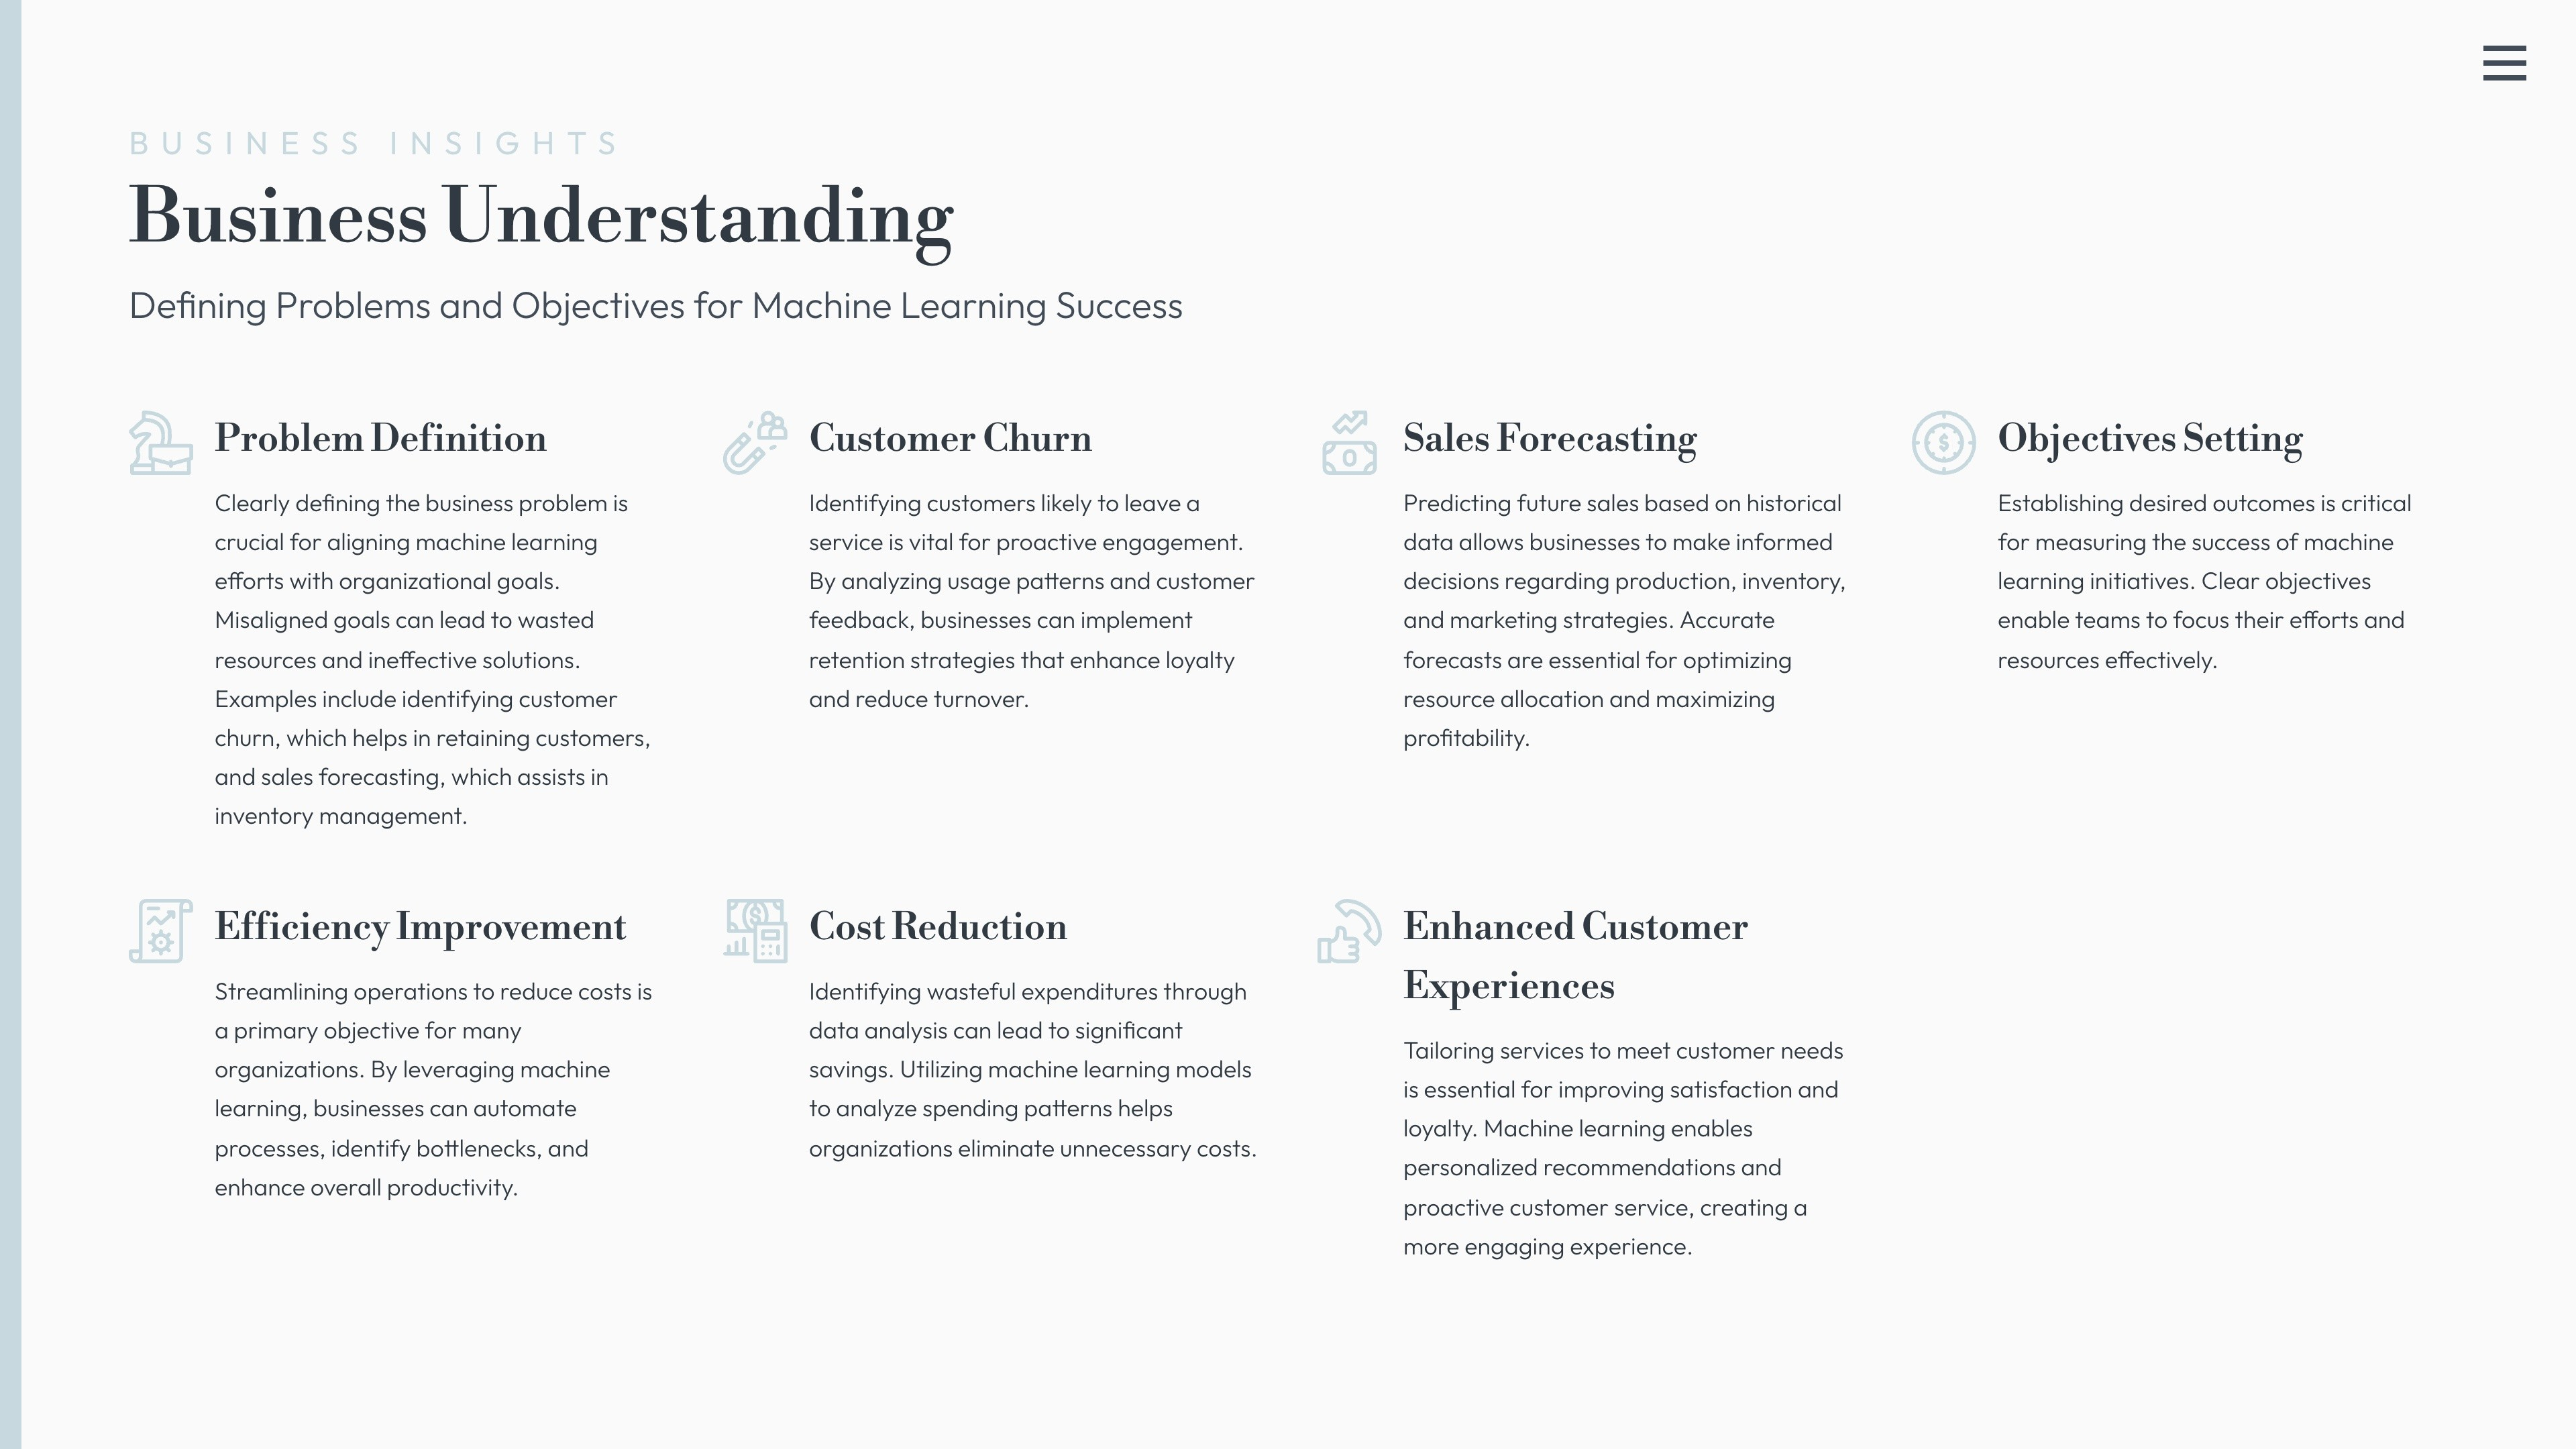 BUSINESS INSIGHTS
Business Understanding
Defining Problems and Objectives for Machine Learning Success
Problem Definition
Clearly defining the business problem is
crucial for aligning machine learning
efforts with organizational goals.
Misaligned goals can lead to wasted
resources and ineffective solutions.
Examples include identifying customer
churn, which helps in retaining customers,
and sales forecasting, which assists in
inventory management.
Customer Churn
Identifying customers likely to leave a
service is vital for proactive engagement.
By analyzing usage patterns and customer
feedback, businesses can implement
retention strategies that enhance loyalty
and reduce turnover.
Sales Forecasting
Predicting future sales based on historical
data allows businesses to make informed
decisions regarding production, inventory,
and marketing strategies. Accurate
forecasts are essential for optimizing
resource allocation and maximizing
profitability.
Objectives Setting
Establishing desired outcomes is critical
for measuring the success of machine
learning initiatives. Clear objectives
enable teams to focus their efforts and
resources effectively.
Efficiency Improvement
Streamlining operations to reduce costs is
a primary objective for many
organizations. By leveraging machine
learning, businesses can automate
processes, identify bottlenecks, and
enhance overall productivity.
Cost Reduction
Identifying wasteful expenditures through
data analysis can lead to significant
savings. Utilizing machine learning models
to analyze spending patterns helps
organizations eliminate unnecessary costs.
Enhanced Customer
Experiences
Tailoring services to meet customer needs
is essential for improving satisfaction and
loyalty. Machine learning enables
personalized recommendations and
proactive customer service, creating a
more engaging experience.